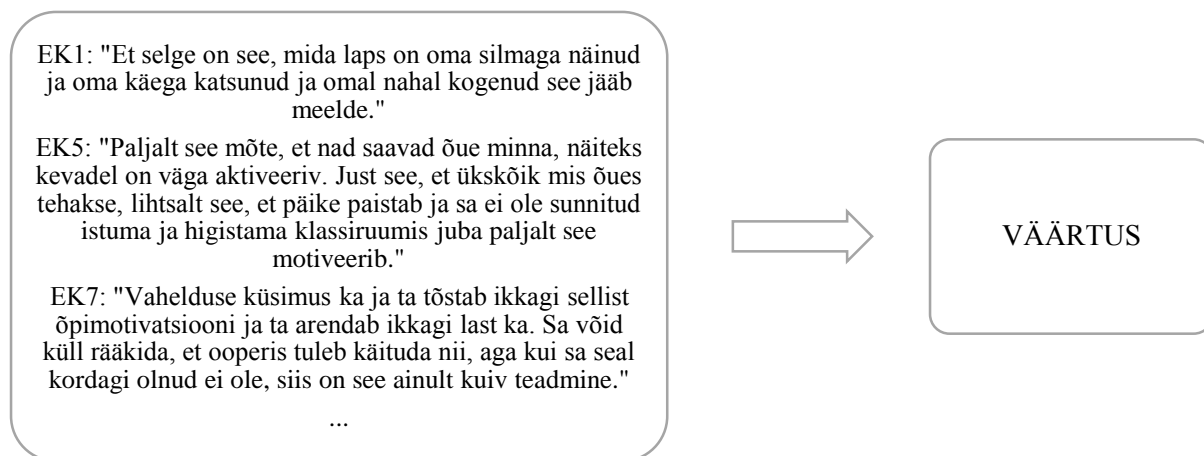 EK1: "Et selge on see, mida laps on oma silmaga näinud
ja oma käega katsunud ja omal nahal kogenud see jääb
meelde."
EK5: "Paljalt see mõte, et nad saavad õue minna, näiteks
kevadel on väga aktiveeriv. Just see, et ükskõik mis õues
tehakse, lihtsalt see, et päike paistab ja sa ei ole sunnitud
istuma ja higistama klassiruumis juba paljalt see
motiveerib."
EK7: "Vahelduse küsimus ka ja ta tõstab ikkagi sellist
õpimotivatsiooni ja ta arendab ikkagi last ka. Sa võid
küll rääkida, et ooperis tuleb käituda nii, aga kui sa seal
kordagi olnud ei ole, siis on see ainult kuiv teadmine."
...
VÄÄRTUS